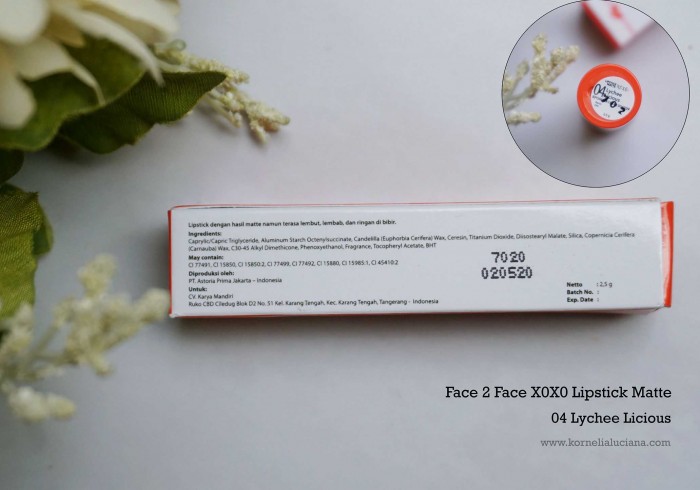 04 Lychee
Lipstick dengan hasil matte namun terasa lembut, lembab, dan ringan di bibir.
Ingredients:
Caprylic/Capric Triglyceride, Aluminum Starch Octenylsuccinate, Candelilla (Euphorbia Cerifera) Wax, Ceresin, Titanium Dioxide, Diisostearyl Malate, Silica, Copernicia Cerifera
(Carnauba) Wax, C30-45 Alkyl Dimethicone, Phenoxyethanol, Fragrance, Tocopheryl Acetate, BHT
May contain:
CI 77491, CI 15850, CI 15850:2, CI 77499, CI 77492, CI 15880, CI 15985:1, CI 45410:2
Diproduksi oleh:
PT. Astoria Prima Jakarta - Indonesia
Untuk:
CV. Karya Mandiri
Ruko CBD Ciledug Blok D2 No. 51 Kel. Karang Tengah, Kec. Karang Tengah, Tangerang - Indonesia
7020
020520
Netto : 2,5 g
Batch No. :
Exp. Date :
Face 2 Face X0X0 Lipstick Matte
04 Lychee Licious
www.kornelialuciana.com